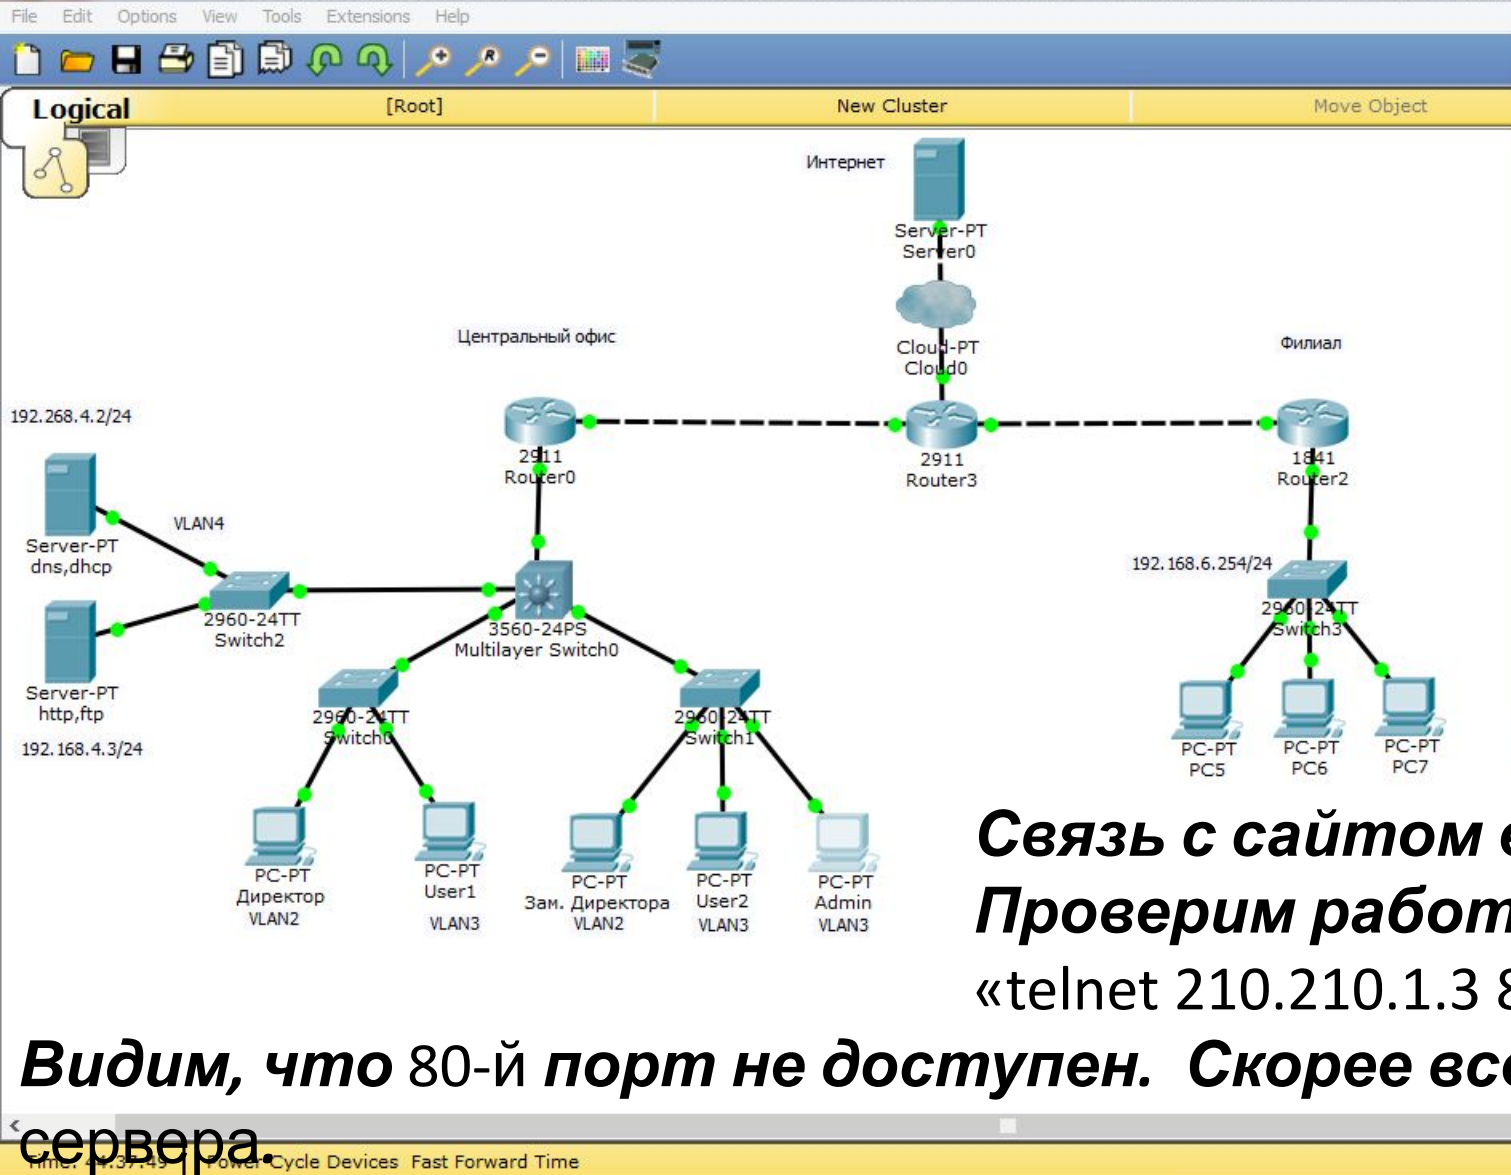 File Edit Options View Tools Extensions Help
Logical [Root] New Cluster Move Object
Интернет
Server-PT
Server0
Cloud-PT
Cloud0
Центральный офис
Филиал
192.268.4.2/24
2911
Router0
2911
Router3
1841
Router2
VLAN4
Server-PT
dns,dhcp
192.168.6.254/24
2960-24TT
Switch2
3560-24PS
Multilayer Switch0
2960-24TT
Switch3
Server-PT
http,ftp
192.168.4.3/24
2960-24TT
Switch0
2960-24TT
Switch1
PC-PT
PC5
PC-PT
PC6
PC-PT
PC7
PC-PT
Директор
VLAN2
PC-PT
User1
VLAN3
PC-PT
Зам. Директора
VLAN2
PC-PT
User2
VLAN3
PC-PT
Admin
VLAN3
Связь с сайтом
Проверим
«telnet 210.210.1.3
Видим, что 80-й порт не доступен. Скорее
сервера.
Time: 44:37:49 Power Cycle Devices Fast Forward Time